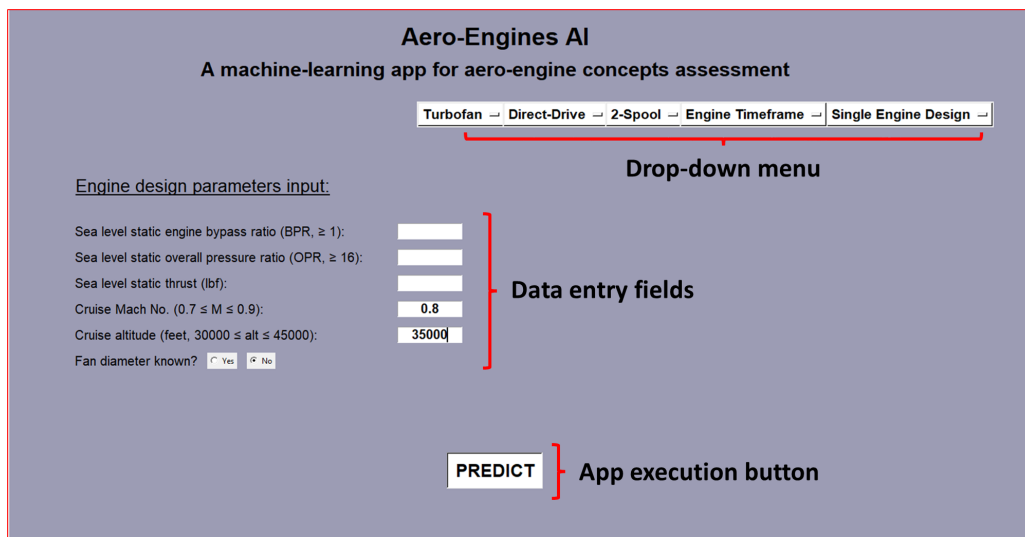 Aero-Engines AI
A machine-learning app for aero-engine concepts assessment
Turbofan Direct-Drive 2-Spool Engine Timeframe Single Engine Design
Drop-down menu
Engine design parameters input:
Sea level static engine bypass ratio (BPR, ≥ 1):
Sea level static overall pressure ratio (OPR, ≥ 16):
Sea level static thrust (lbf):
Data entry fields
Cruise Mach No. (0.7 ≤ M ≤ 0.9): 0.8
Cruise altitude (feet, 30000 ≤ alt ≤ 45000): 35000
Fan diameter known? Yes No
PREDICT
App execution button